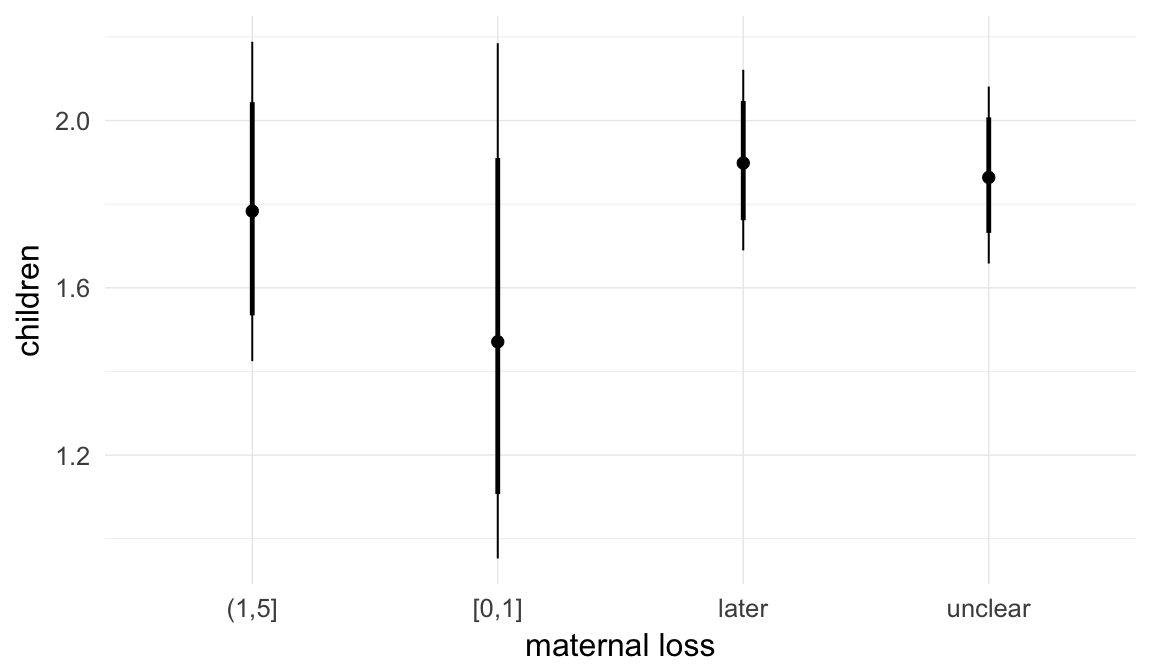 children
2.0
1.6
1.2
(1,5]
[0,1]
later
unclear
maternal loss